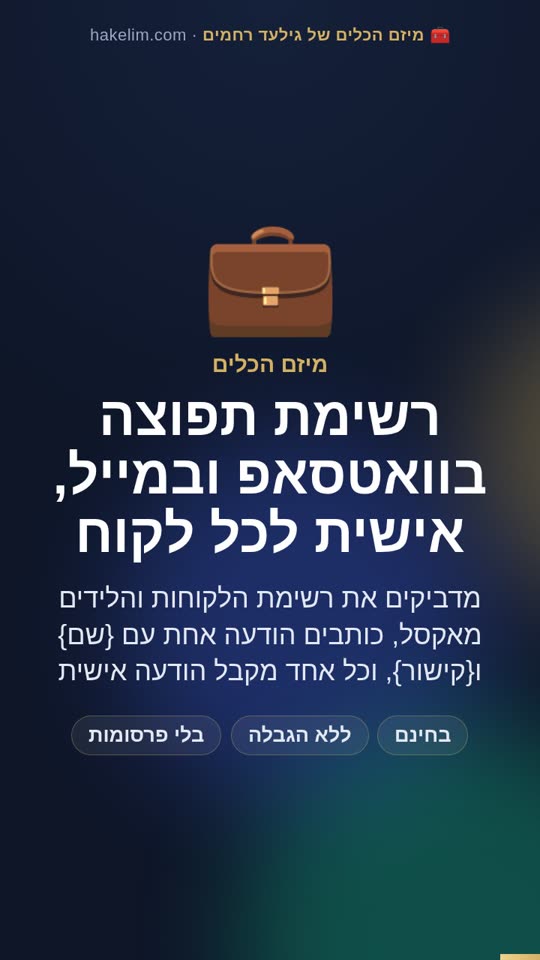 🧰 מיזם הכלים של גילעד רחמים · hakelim.com
מיזם הכלים
רשימת תפוצה
בוואטסאפ ובמייל,
אישית לכל לקוח
מדביקים את רשימת הלקוחות והלידים
מאקסל, כותבים הודעה אחת עם {שם}
ו{קישור}, וכל אחד מקבל הודעה אישית
בחינם
ללא הגבלה
בלי פרסומות